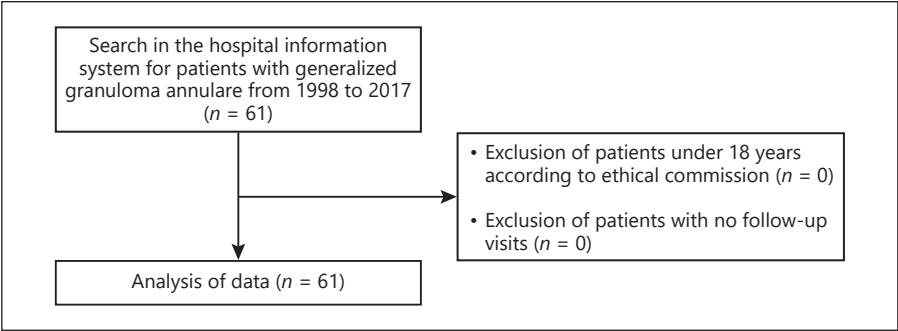 Search in the hospital information
system for patients with generalized
granuloma annulare from 1998 to 2017
(n = 61)
• Exclusion of patients under 18 years
according to ethical commission (n = 0)
• Exclusion of patients with no follow-up
visits (n = 0)
Analysis of data (n = 61)